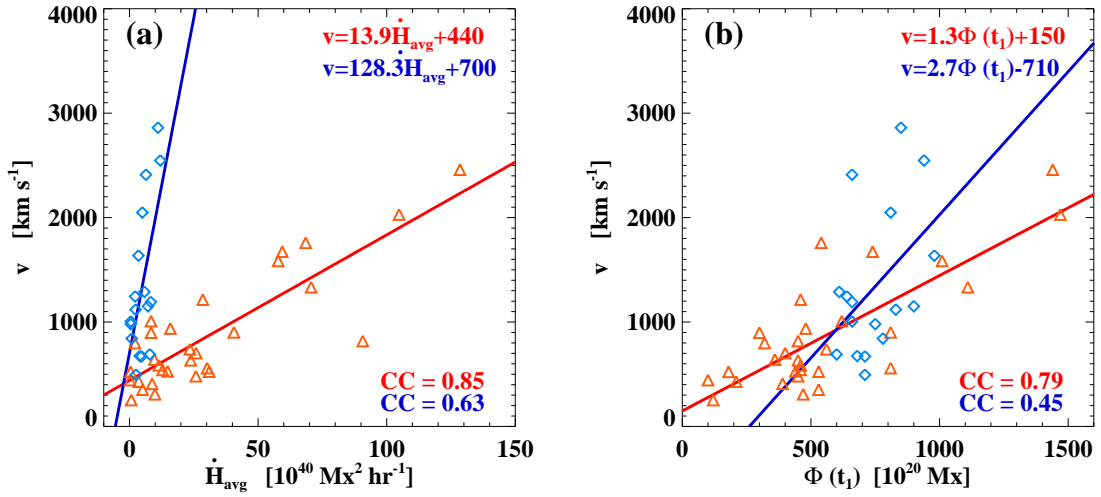 (a)
v=13.9Ḣavg+440
v=128.3Ḣavg+700
4000
3000
2000
1000
0
v [km s⁻¹]
CC = 0.85
CC = 0.63
0 50 100 150
Ḣavg [10⁴⁰ Mx² hr⁻¹]
(b)
v=1.3Φ (t₁)+150
v=2.7Φ (t₁)-710
4000
3000
2000
1000
0
v [km s⁻¹]
CC = 0.79
CC = 0.45
0 500 1000 1500
Φ (t₁) [10²⁰ Mx]